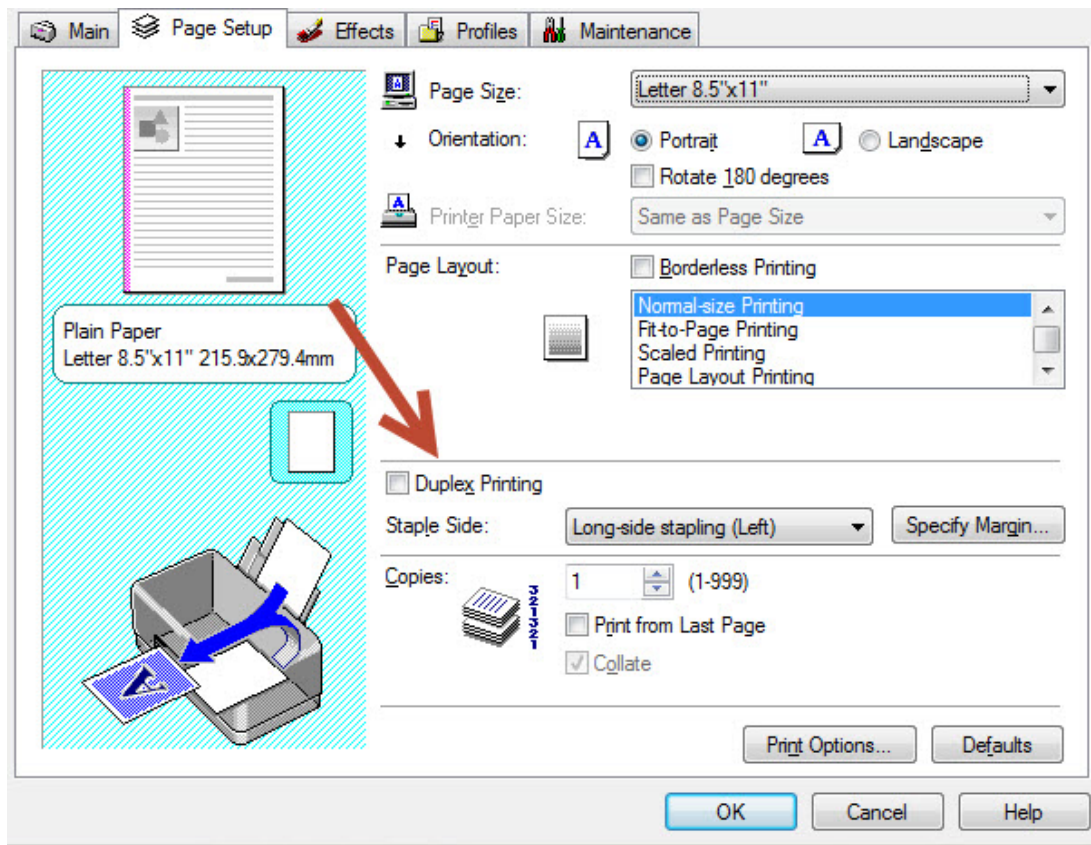 Main Page Setup Effects Profiles Maintenance
Page Size: Letter 8.5"x11"
Orientation: A Portrait A Landscape
Rotate 180 degrees
Printer Paper Size: Same as Page Size
Page Layout: Borderless Printing
Normal-size Printing
Fit-to-Page Printing
Scaled Printing
Page Layout Printing
Plain Paper
Letter 8.5"x11" 215.9x279.4mm
Duplex Printing
Staple Side: Long-side stapling (Left) Specify Margin...
Copies: 321321 1 (1-999)
Print from Last Page
Collate
A
Print Options... Defaults
OK Cancel Help